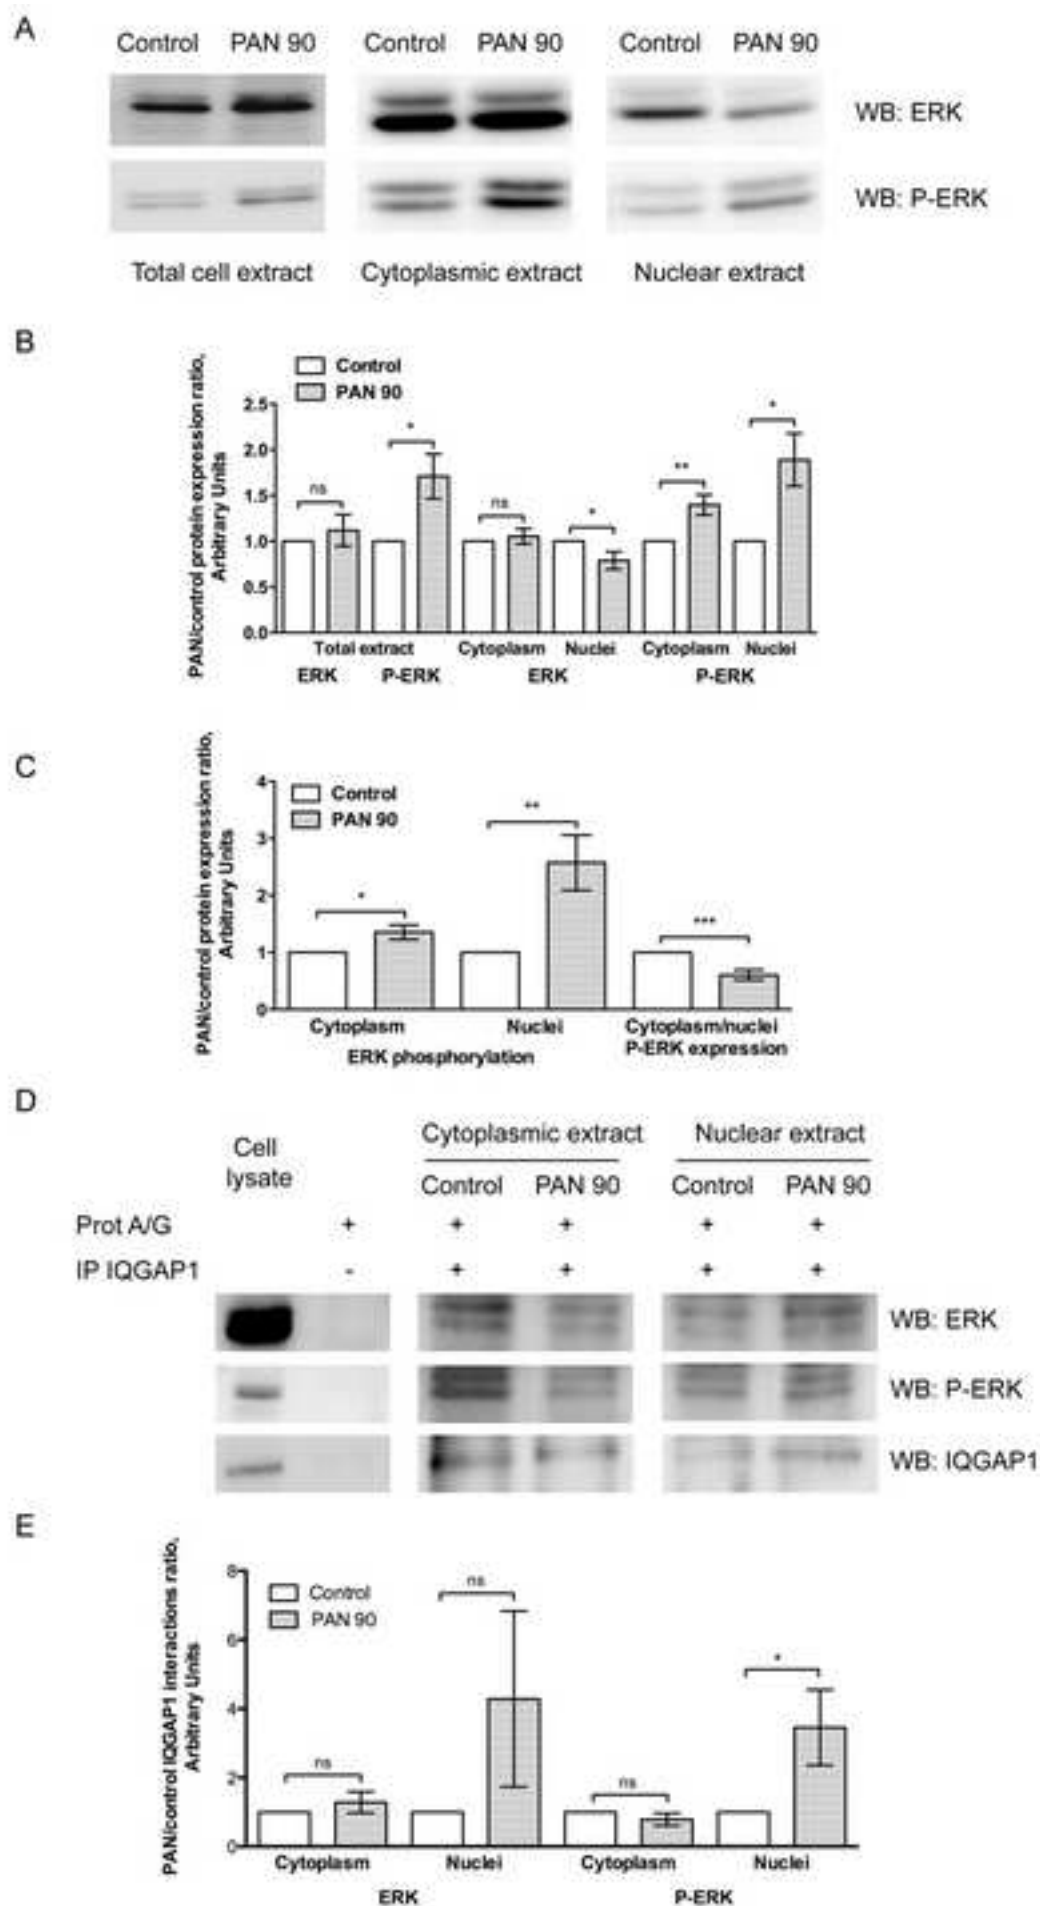 A
Control PAN 90 Control PAN 90 Control PAN 90
WB: ERK
WB: P-ERK
Total cell extract Cytoplasmic extract Nuclear extract
B
PAN/control protein expression ratio,
Arbitrary Units
Control
PAN 90
2.5
2.0
1.5
1.0
0.5
0.0
ns * ns * ** *
Total extract Cytoplasm Nuclei Cytoplasm Nuclei
ERK P-ERK ERK P-ERK
C
PAN/control protein expression ratio,
Arbitrary Units
Control
PAN 90
4
3
2
1
0
* ** ***
Cytoplasm Nuclei Cytoplasm/nuclei
ERK phosphorylation P-ERK expression
D
Cell
lysate
Cytoplasmic extract Nuclear extract
Control PAN 90 Control PAN 90
Prot A/G + + + + +
IP IQGAP1 - + + + +
WB: ERK
WB: P-ERK
WB: IQGAP1
E
PAN/control IQGAP1 interactions ratio,
Arbitrary Units
Control
PAN 90
8
6
4
2
0
ns ns ns *
Cytoplasm Nuclei Cytoplasm Nuclei
ERK P-ERK